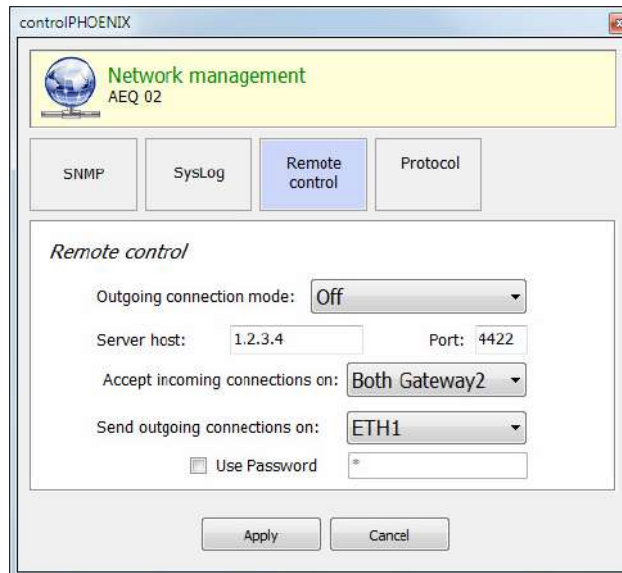 controlPHOENIX
Network management
AEQ 02
SNMP
SysLog
Remote
control
Protocol
Remote control
Outgoing connection mode: Off
Server host: 1.2.3.4 Port: 4422
Accept incoming connections on: Both Gateway2
Send outgoing connections on: ETH1
Use Password *
Apply Cancel